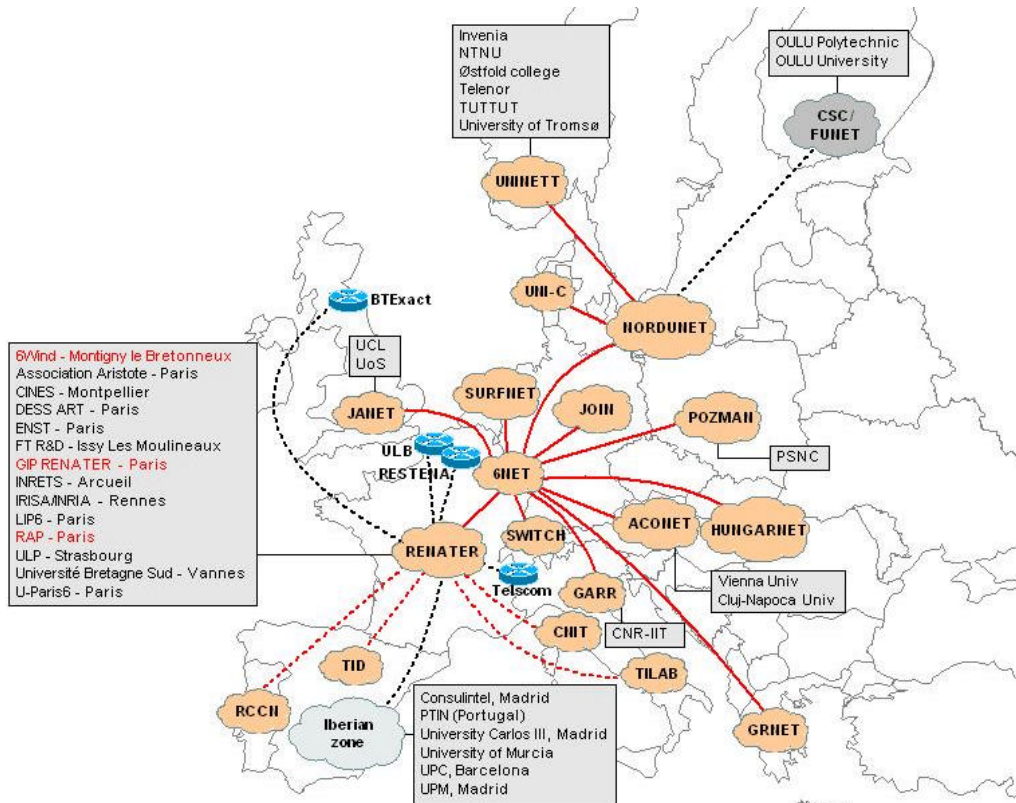 Invenia
NTNU
Østfold college
Telenor
TUTTUT
University of Tromsø
OULU Polytechnic
OULU University
CSC/
FUNET
UNINETT
UNI-C
NORDUNET
BTExact
UCL
UoS
6Wind - Montigny le Bretonneux
Association Aristote - Paris
CINES - Montpellier
DESS ART - Paris
ENST - Paris
FT R&D - Issy Les Moulineaux
GIP RENATER - Paris
INRETS - Arcueil
IRISA/INRIA - Rennes
LIP6 - Paris
RAP - Paris
ULP - Strasbourg
Université Bretagne Sud - Vannes
U-Paris6 - Paris
JANET
SURFNET
JOIN
POZMAN
PSNC
ULB
RESTENA
6NET
RENATER
SWITCH
ACONET
HUNGARNET
Telscom
GARR
Vienna Univ
Cluj-Napoca Univ
CNIT
CNR-IIT
TID
TILAB
RCCN
Iberian
zone
GRNET
Consulintel, Madrid
PTIN (Portugal)
University Carlos III, Madrid
University of Murcia
UPC, Barcelona
UPM, Madrid